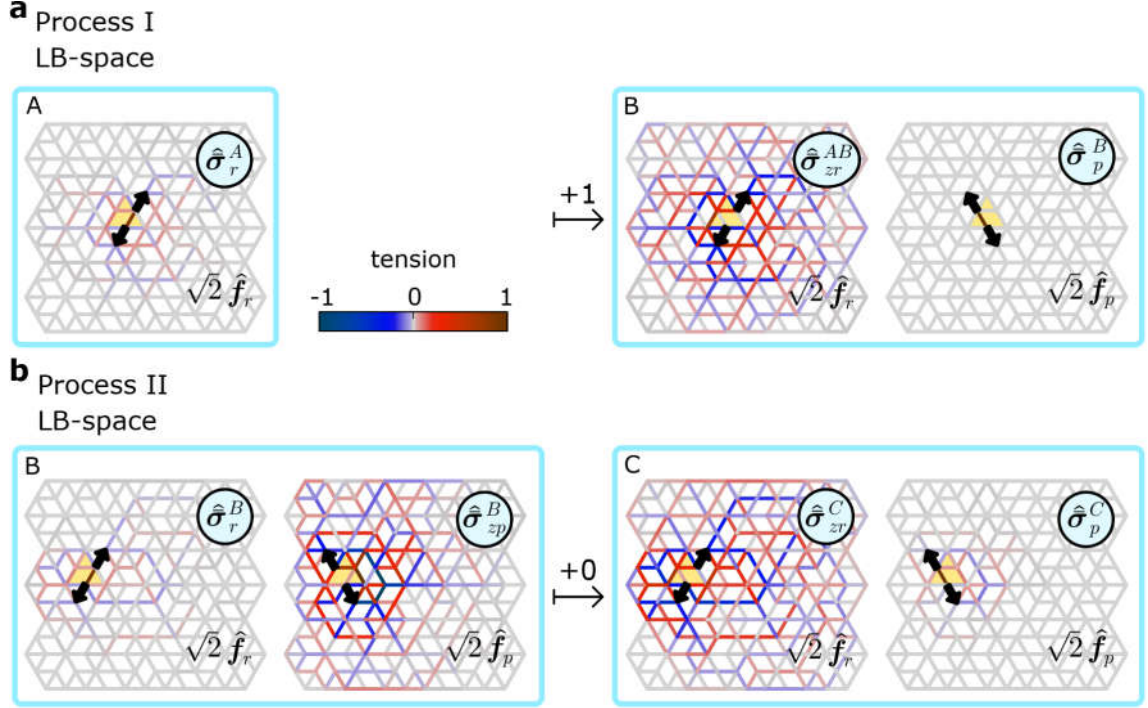 a
Process I
LB-space
A
σ̂̂_r^A
√2 f̂_r
tension
-1 0 1
+1
B
σ̂̂_zr^AB
√2 f̂_r
σ̂̂_p^B
√2 f̂_p
b
Process II
LB-space
B
σ̂̂_r^B
√2 f̂_r
σ̂̂_zp^B
√2 f̂_p
+0
C
σ̂̂_zr^C
√2 f̂_r
σ̂̂_p^C
√2 f̂_p